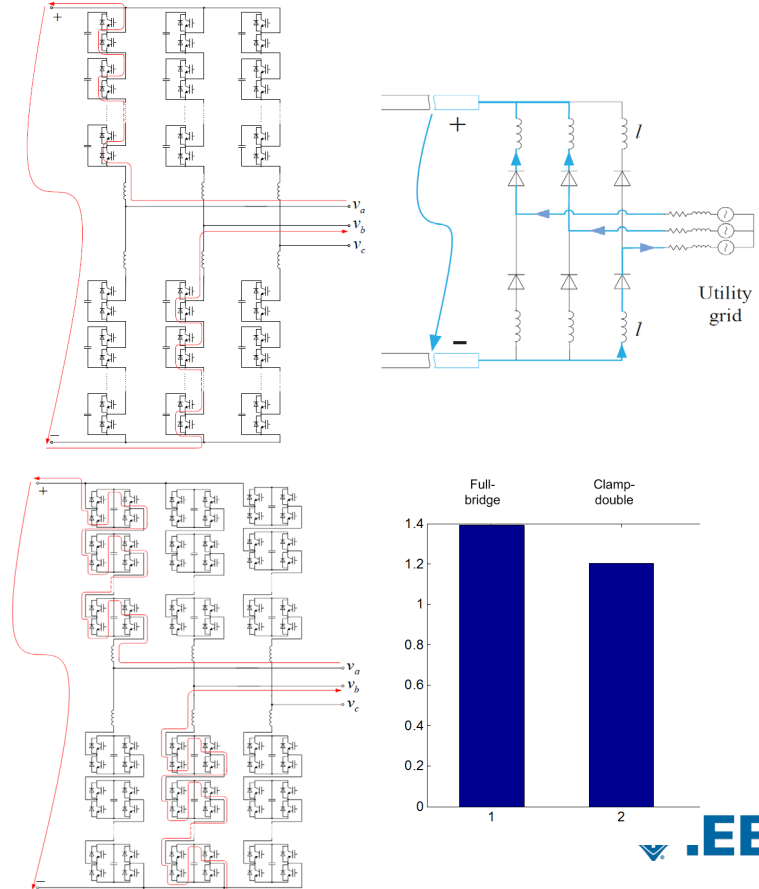 +
v_a
v_b
v_c
−
+
l
−
l
Utility
grid
+
v_a
v_b
v_c
−
Full-
bridge
Clamp-
double
1.4
1.2
1
0.8
0.6
0.4
0.2
0
1
2
.EE